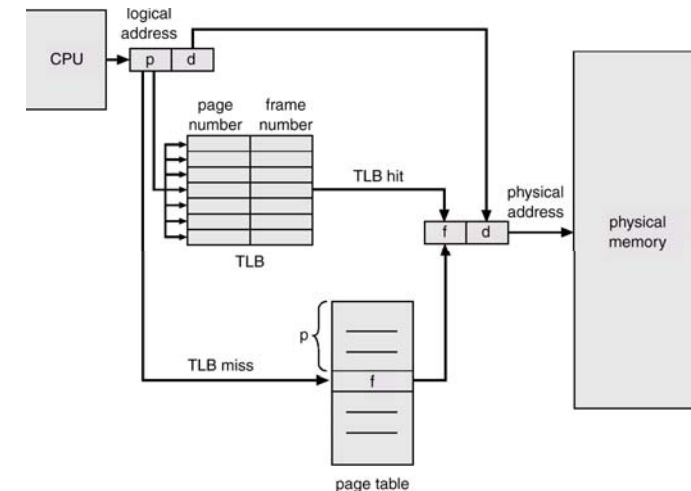 logical
address
CPU
p
d
page
number
frame
number
TLB hit
physical
address
f
d
physical
memory
TLB
p
TLB miss
f
page table